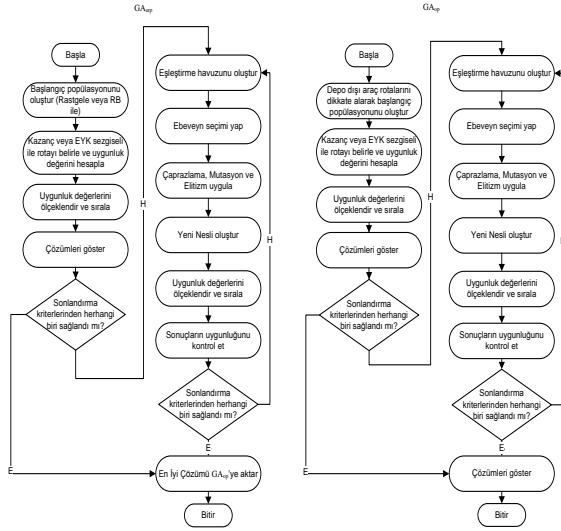 GAarp
Başla
Başlangıç popülasyonunu
oluştur (Rastgele veya RB
ile)
Kazanç veya EYK sezgiseli
ile rotayı belirle ve uygunluk
değerini hesapla
Uygunluk değerlerini
ölçeklendir ve sırala
Çözümleri göster
Sonlandırma
kriterlerinden herhangi
biri sağlandı mı?
E
H
Eşleştirme havuzunu oluştur
Ebeveyn seçimi yap
Çaprazlama, Mutasyon ve
Elitizm uygula
Yeni Nesli oluştur
Uygunluk değerlerini
ölçeklendir ve sırala
Sonuçların uygunluğunu
kontrol et
Sonlandırma
kriterlerinden herhangi
biri sağlandı mı?
H
E
En İyi Çözümü GAop'ye aktar
Bitir
GAop
Başla
Depo dışı araç rotalarını
dikkate alarak başlangıç
popülasyonunu oluştur
Kazanç veya EYK sezgiseli
ile rotayı belirle ve uygunluk
değerini hesapla
Uygunluk değerlerini
ölçeklendir ve sırala
Çözümleri göster
Sonlandırma
kriterlerinden herhangi
biri sağlandı mı?
E
H
Eşleştirme havuzunu oluştur
Ebeveyn seçimi yap
Çaprazlama, Mutasyon ve
Elitizm uygula
Yeni Nesli oluştur
Uygunluk değerlerini
ölçeklendir ve sırala
Sonuçların uygunluğunu
kontrol et
Sonlandırma
kriterlerinden herhangi
biri sağlandı mı?
E
Çözümleri göster
Bitir